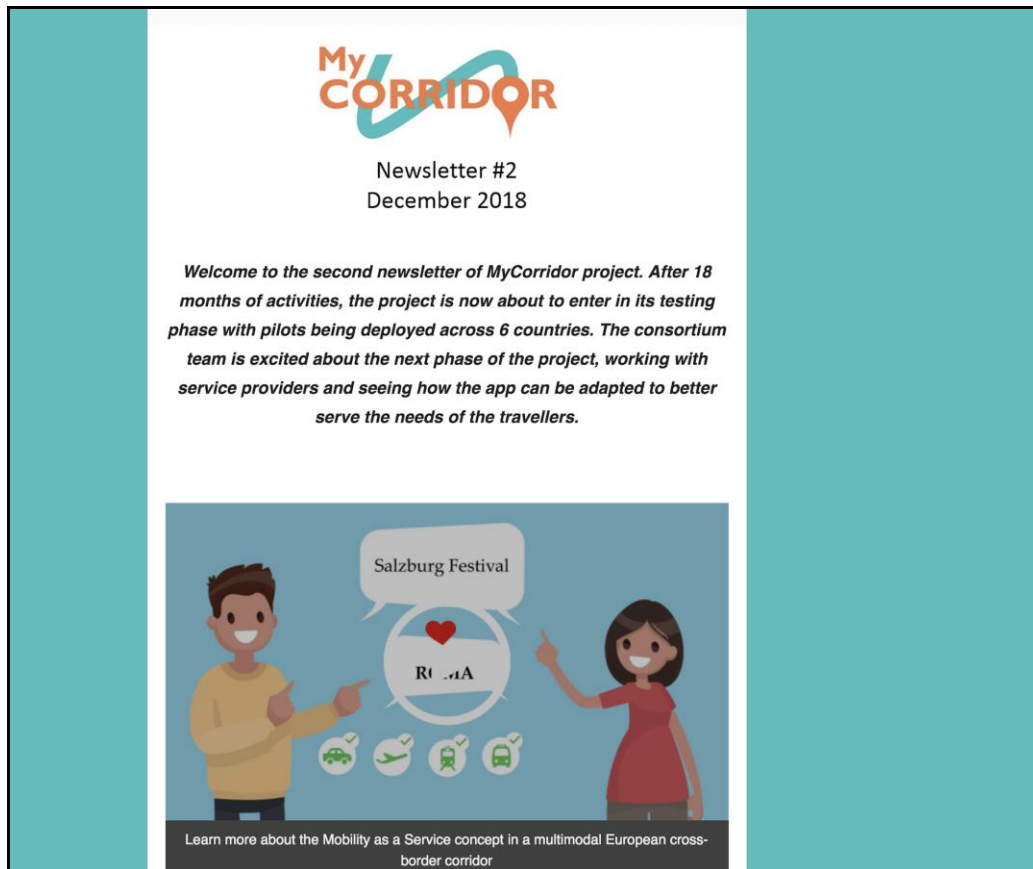 My
CORRIDOR
Newsletter #2
December 2018
Welcome to the second newsletter of MyCorridor project. After 18
months of activities, the project is now about to enter in its testing
phase with pilots being deployed across 6 countries. The consortium
team is excited about the next phase of the project, working with
service providers and seeing how the app can be adapted to better
serve the needs of the travellers.
Salzburg Festival
Learn more about the Mobility as a Service concept in a multimodal European cross-
border corridor